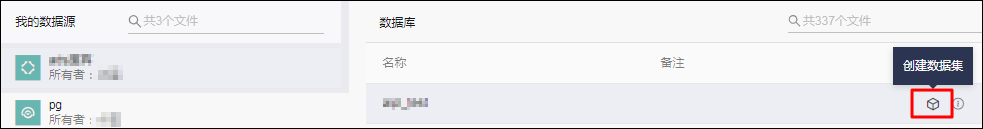 我的数据源
共3个文件
所有者：
pg
所有者：
数据库
共337个文件
名称
备注
创建数据集